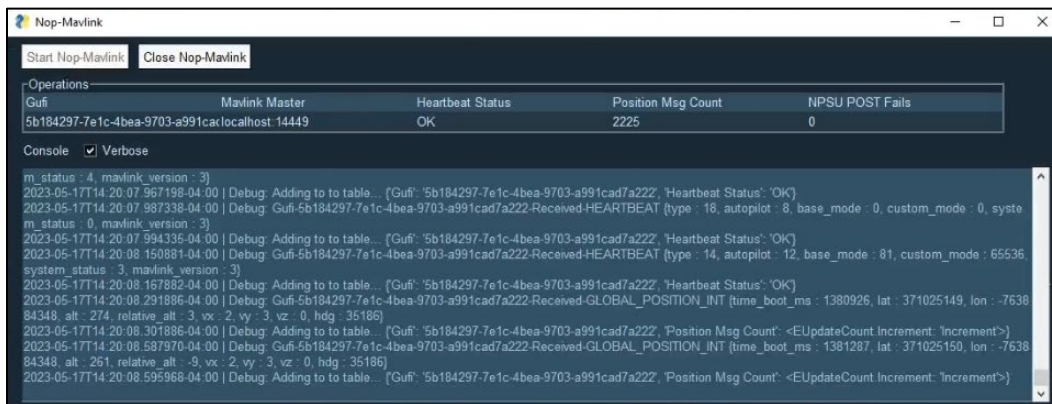 Nop-Mavlink
Start Nop-Mavlink Close Nop-Mavlink
Operations
Gufi Mavlink Master Heartbeat Status Position Msg Count NPSU POST Fails
5b184297-7e1c-4bea-9703-a991cac localhost:14449 OK 2225 0
Console Verbose
m_status : 4, mavlink_version : 3}
2023-05-17T14:20:07.967198-04:00 | Debug: Adding to to table... {'Gufi': '5b184297-7e1c-4bea-9703-a991cad7a222', 'Heartbeat Status': 'OK'}
2023-05-17T14:20:07.987338-04:00 | Debug: Gufi-5b184297-7e1c-4bea-9703-a991cad7a222-Received-HEARTBEAT {type : 18, autopilot : 8, base_mode : 0, custom_mode : 0, syste
m_status : 0, mavlink_version : 3}
2023-05-17T14:20:07.994335-04:00 | Debug: Adding to to table... {'Gufi': '5b184297-7e1c-4bea-9703-a991cad7a222', 'Heartbeat Status': 'OK'}
2023-05-17T14:20:08.150881-04:00 | Debug: Gufi-5b184297-7e1c-4bea-9703-a991cad7a222-Received-HEARTBEAT {type : 14, autopilot : 12, base_mode : 81, custom_mode : 65536,
system_status : 3, mavlink_version : 3}
2023-05-17T14:20:08.167882-04:00 | Debug: Adding to to table... {'Gufi': '5b184297-7e1c-4bea-9703-a991cad7a222', 'Heartbeat Status': 'OK'}
2023-05-17T14:20:08.291886-04:00 | Debug: Gufi-5b184297-7e1c-4bea-9703-a991cad7a222-Received-GLOBAL_POSITION_INT {time_boot_ms : 1380926, lat : 371025149, lon : -7638
84348, alt : 274, relative_alt : 3, vx : 2, vy : 3, vz : 0, hdg : 35186}
2023-05-17T14:20:08.301886-04:00 | Debug: Adding to to table... {'Gufi': '5b184297-7e1c-4bea-9703-a991cad7a222', 'Position Msg Count': <EUpdateCount.Increment: 'Increment'>}
2023-05-17T14:20:08.587970-04:00 | Debug: Gufi-5b184297-7e1c-4bea-9703-a991cad7a222-Received-GLOBAL_POSITION_INT {time_boot_ms : 1381287, lat : 371025150, lon : -7638
84348, alt : 261, relative_alt : -9, vx : 2, vy : 3, vz : 0, hdg : 35186}
2023-05-17T14:20:08.595968-04:00 | Debug: Adding to to table... {'Gufi': '5b184297-7e1c-4bea-9703-a991cad7a222', 'Position Msg Count': <EUpdateCount.Increment: 'Increment'>}